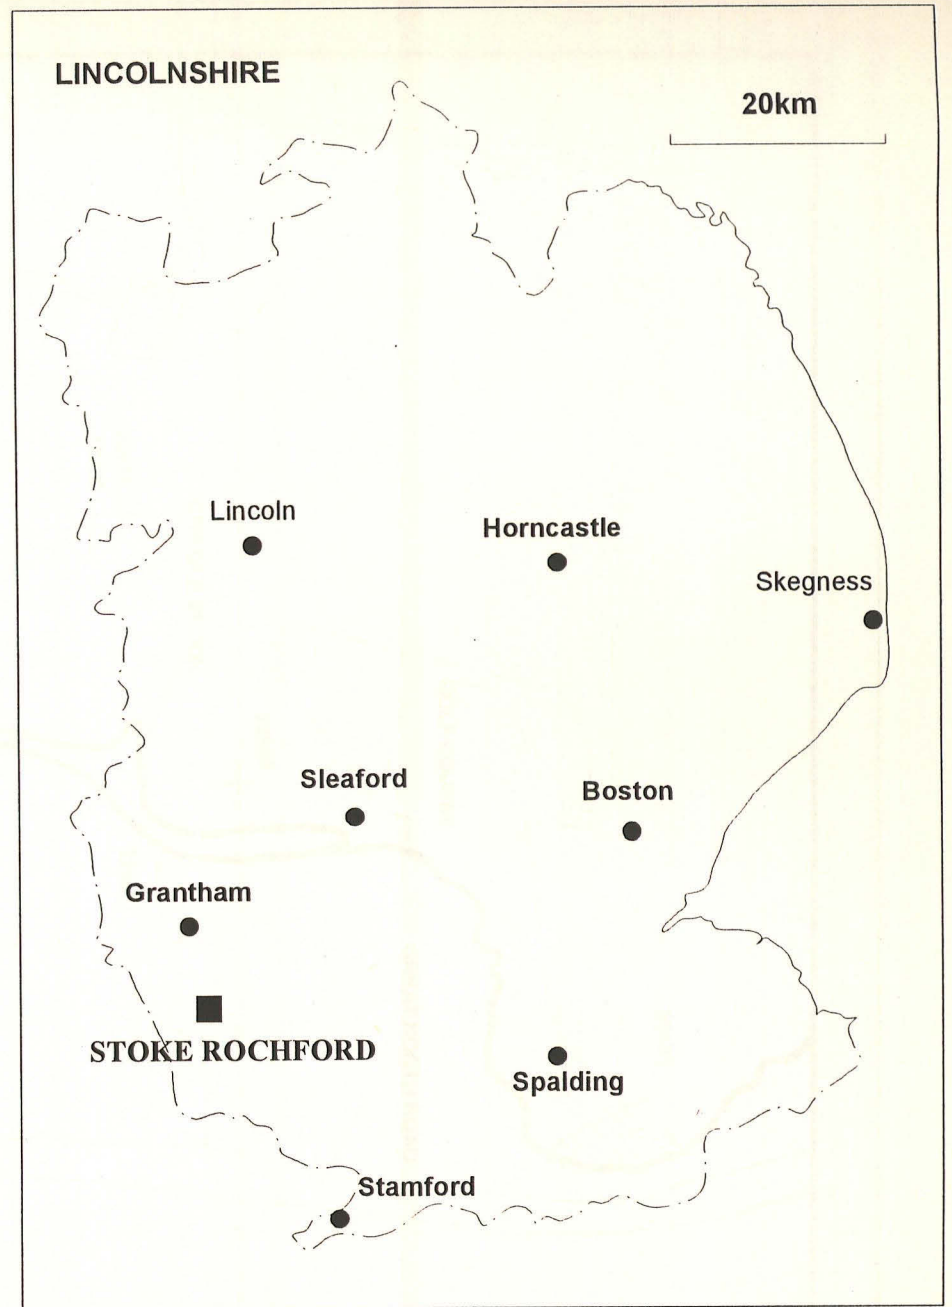 LINCOLNSHIRE
20km
Lincoln
Horncastle
Skegness
Sleaford
Boston
Grantham
STOKE ROCHFORD
Spalding
Stamford